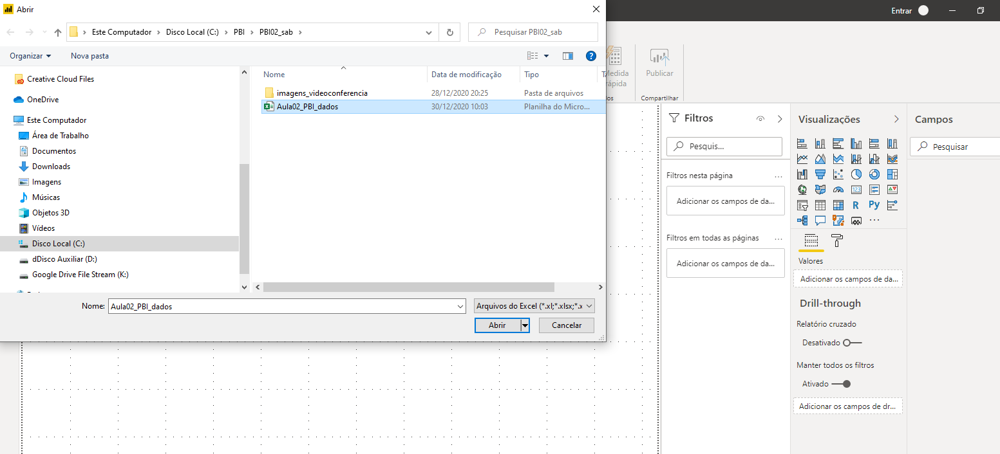 Abrir
Este Computador > Disco Local (C:) > PBI > PBI02_sab >
Pesquisar PBI02_sab
Organizar
Nova pasta
Creative Cloud Files
OneDrive
Este Computador
Área de Trabalho
Documentos
Downloads
Imagens
Músicas
Objetos 3D
Vídeos
Disco Local (C:)
dDisco Auxiliar (D:)
Google Drive File Stream (K:)
Nome Data de modificação Tipo
imagens_videoconferencia 28/12/2020 20:25 Pasta de arquivos
Aula02_PBI_dados 30/12/2020 10:03 Planilha do Micro...
Nome: Aula02_PBI_dados
Arquivos do Excel (*.xl;*.xlsx;*.x
Abrir
Cancelar
Entrar
Medida
rápida
Publicar
Compartilhar
Filtros
Pesquis...
Filtros nesta página ...
Adicionar os campos de da...
Filtros em todas as páginas ...
Adicionar os campos de da...
Visualizações
123
R Py
...
Valores
Adicionar os campos de da...
Drill-through
Relatório cruzado
Desativado
Manter todos os filtros
Ativado
Adicionar os campos de dr...
Campos
Pesquisar